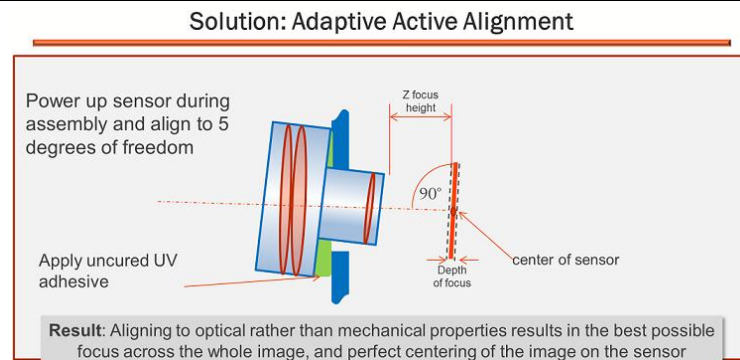 Solution: Adaptive Active Alignment
Power up sensor during
assembly and align to 5
degrees of freedom
Z focus
height
90°
center of sensor
Apply uncured UV
adhesive
Depth
of focus
Result: Aligning to optical rather than mechanical properties results in the best possible
focus across the whole image, and perfect centering of the image on the sensor